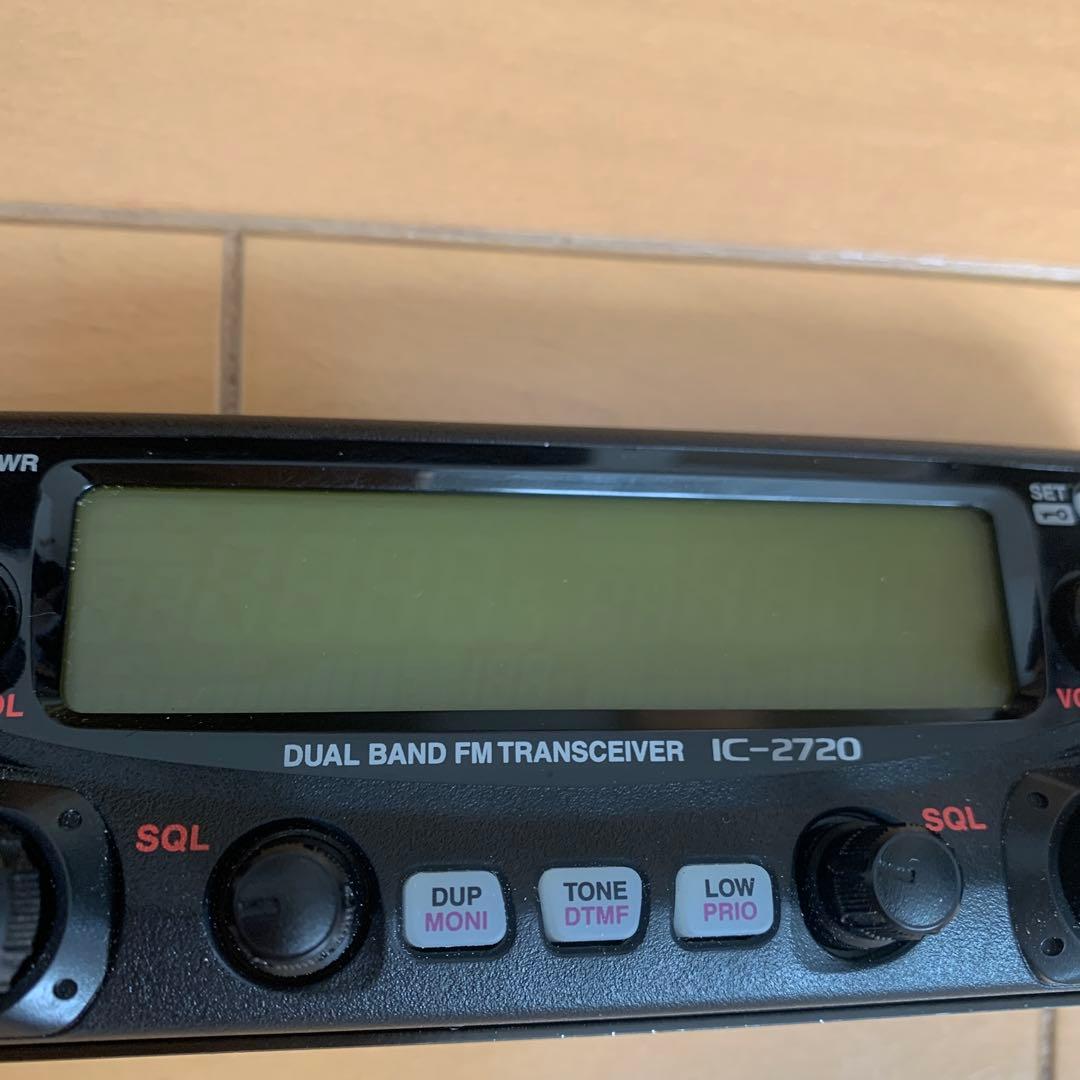 WR
SET
OL
VO
DUAL BAND FM TRANSCEIVER IC-2720
SQL
SQL
DUP
MONI
TONE
DTMF
LOW
PRIO